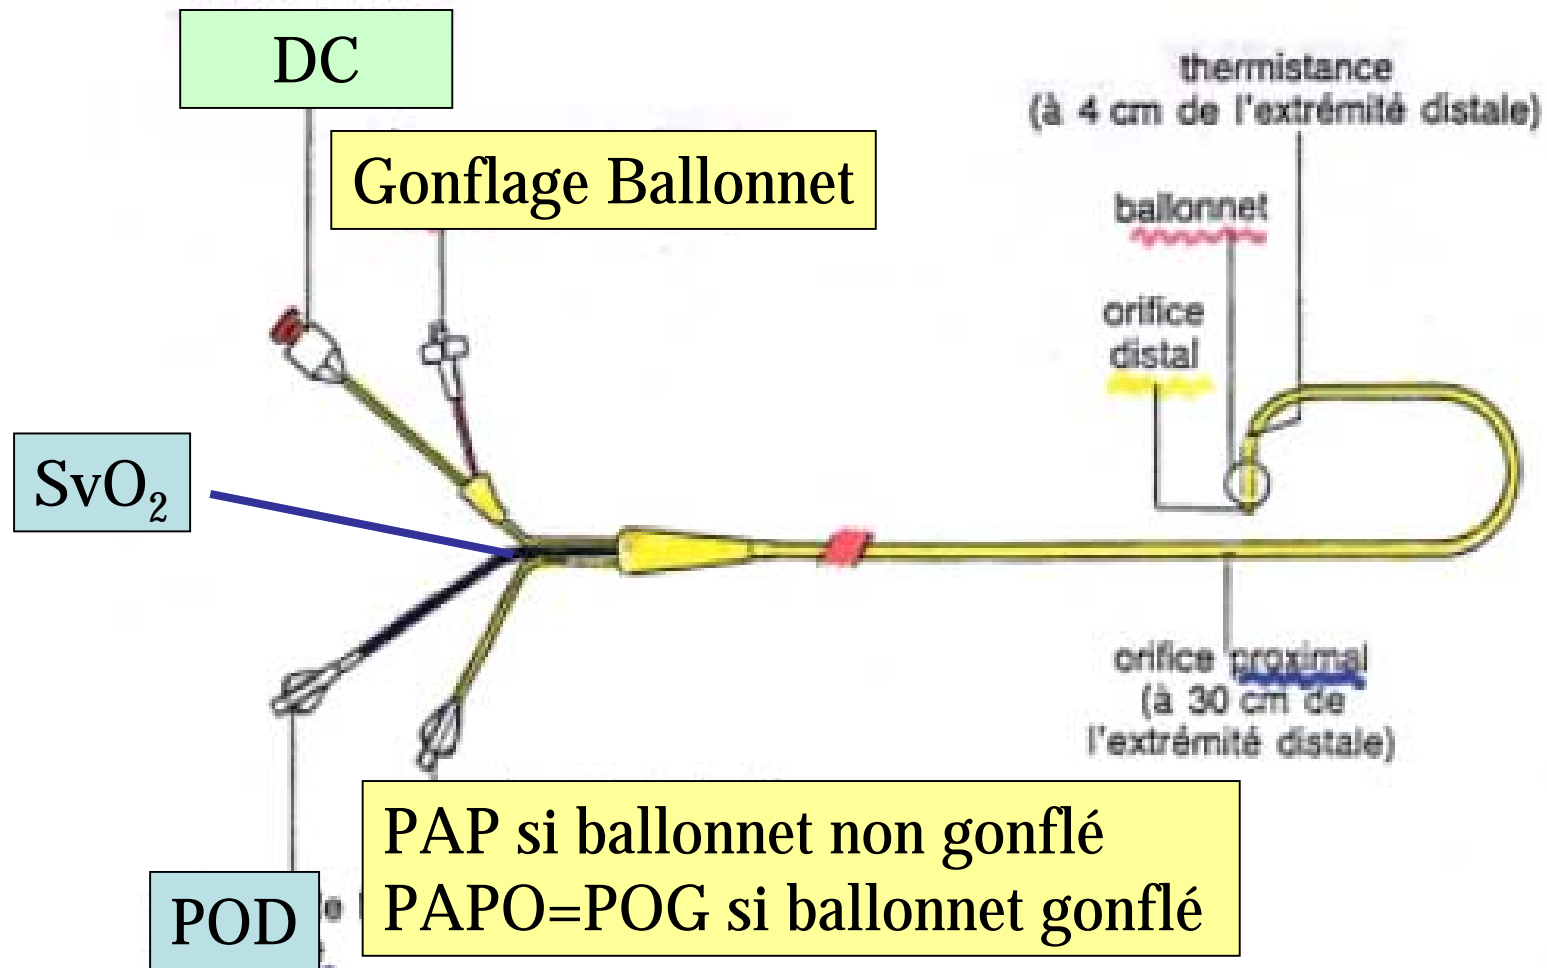 DC
thermistance
(à 4 cm de l'extrémité distale)
Gonflage Ballonnet
ballonnet
orifice
distal
SvO₂
orifice proximal
(à 30 cm de
l'extrémité distale)
PAP si ballonnet non gonflé
PAPO=POG si ballonnet gonflé
POD